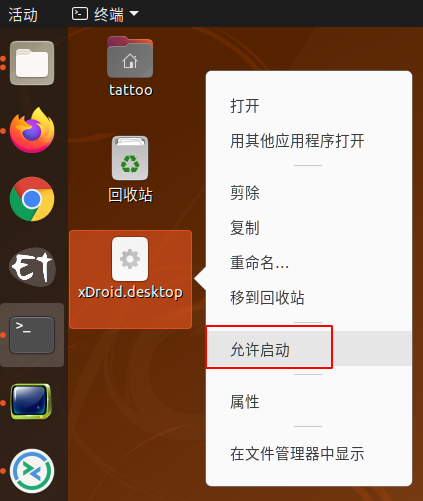 活动
终端
tattoo
回收站
xDroid.desktop
打开
用其他应用程序打开
剪除
复制
重命名...
移到回收站
允许启动
属性
在文件管理器中显示
>_
ET